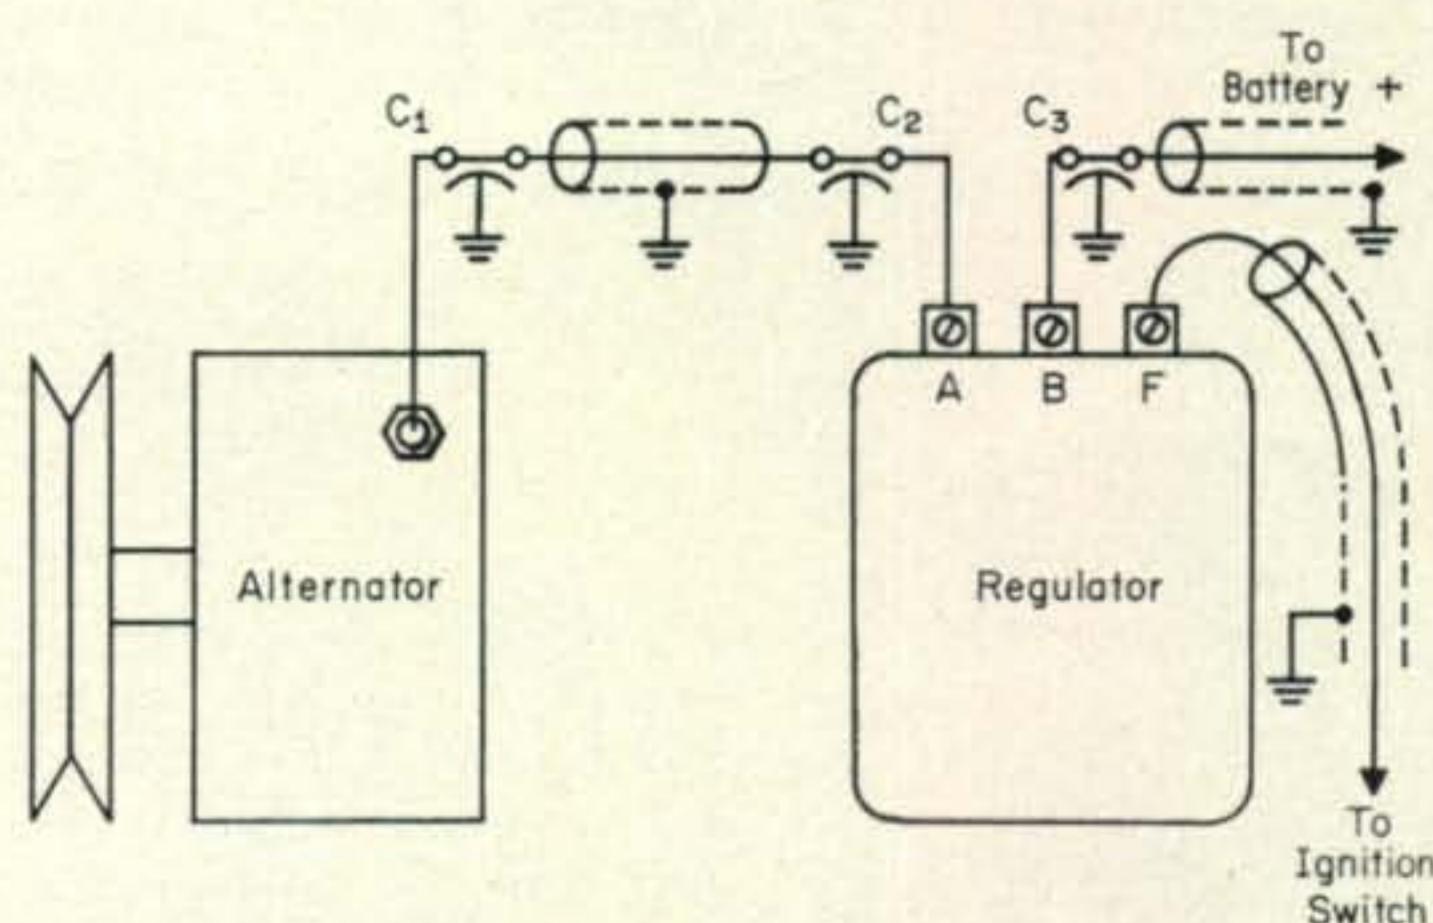 To
Battery +
C1
C2
C3
A
B
F
Alternator
Regulator
To
Ignition
Switch